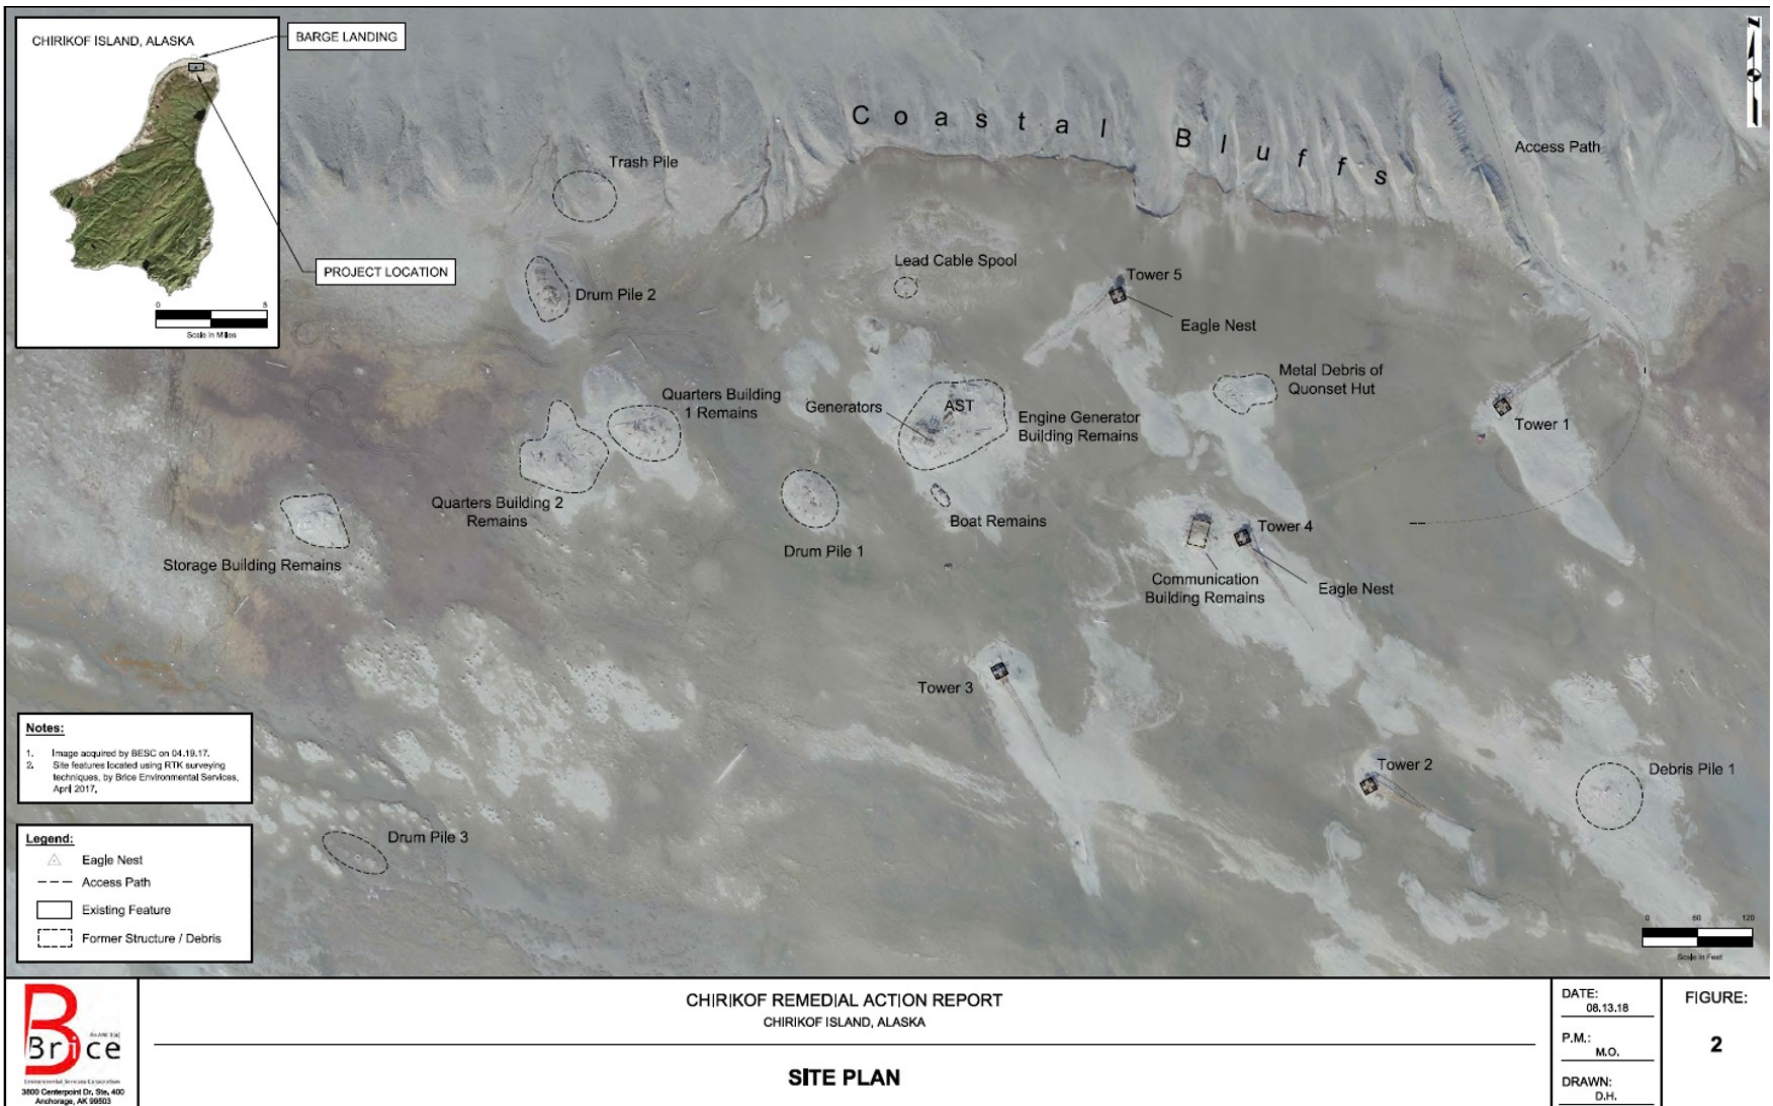 CHIRIKOF ISLAND, ALASKA
BARGE LANDING
PROJECT LOCATION
0 5
Scale in Miles
N
Coastal Bluffs
Access Path
Trash Pile
Drum Pile 2
Lead Cable Spool
Tower 5
Eagle Nest
Metal Debris of
Quonset Hut
Quarters Building
1 Remains
Generators
AST
Engine Generator
Building Remains
Tower 1
Quarters Building 2
Remains
Storage Building Remains
Drum Pile 1
Boat Remains
Tower 4
Communication
Building Remains
Eagle Nest
Tower 3
Tower 2
Debris Pile 1
Drum Pile 3
Notes:
1. Image acquired by BESC on 04.19.17.
2. Site features located using RTK surveying
techniques, by Brice Environmental Services,
April 2017.
Legend:
Eagle Nest
Access Path
Existing Feature
Former Structure / Debris
0 60 120
Scale in Feet
Brice
Environmental Services Corporation
3800 Centerpoint Dr, Ste, 400
Anchorage, AK 99503
CHIRIKOF REMEDIAL ACTION REPORT
CHIRIKOF ISLAND, ALASKA
SITE PLAN
DATE:
08.13.18
P.M.:
M.O.
DRAWN:
D.H.
FIGURE:
2